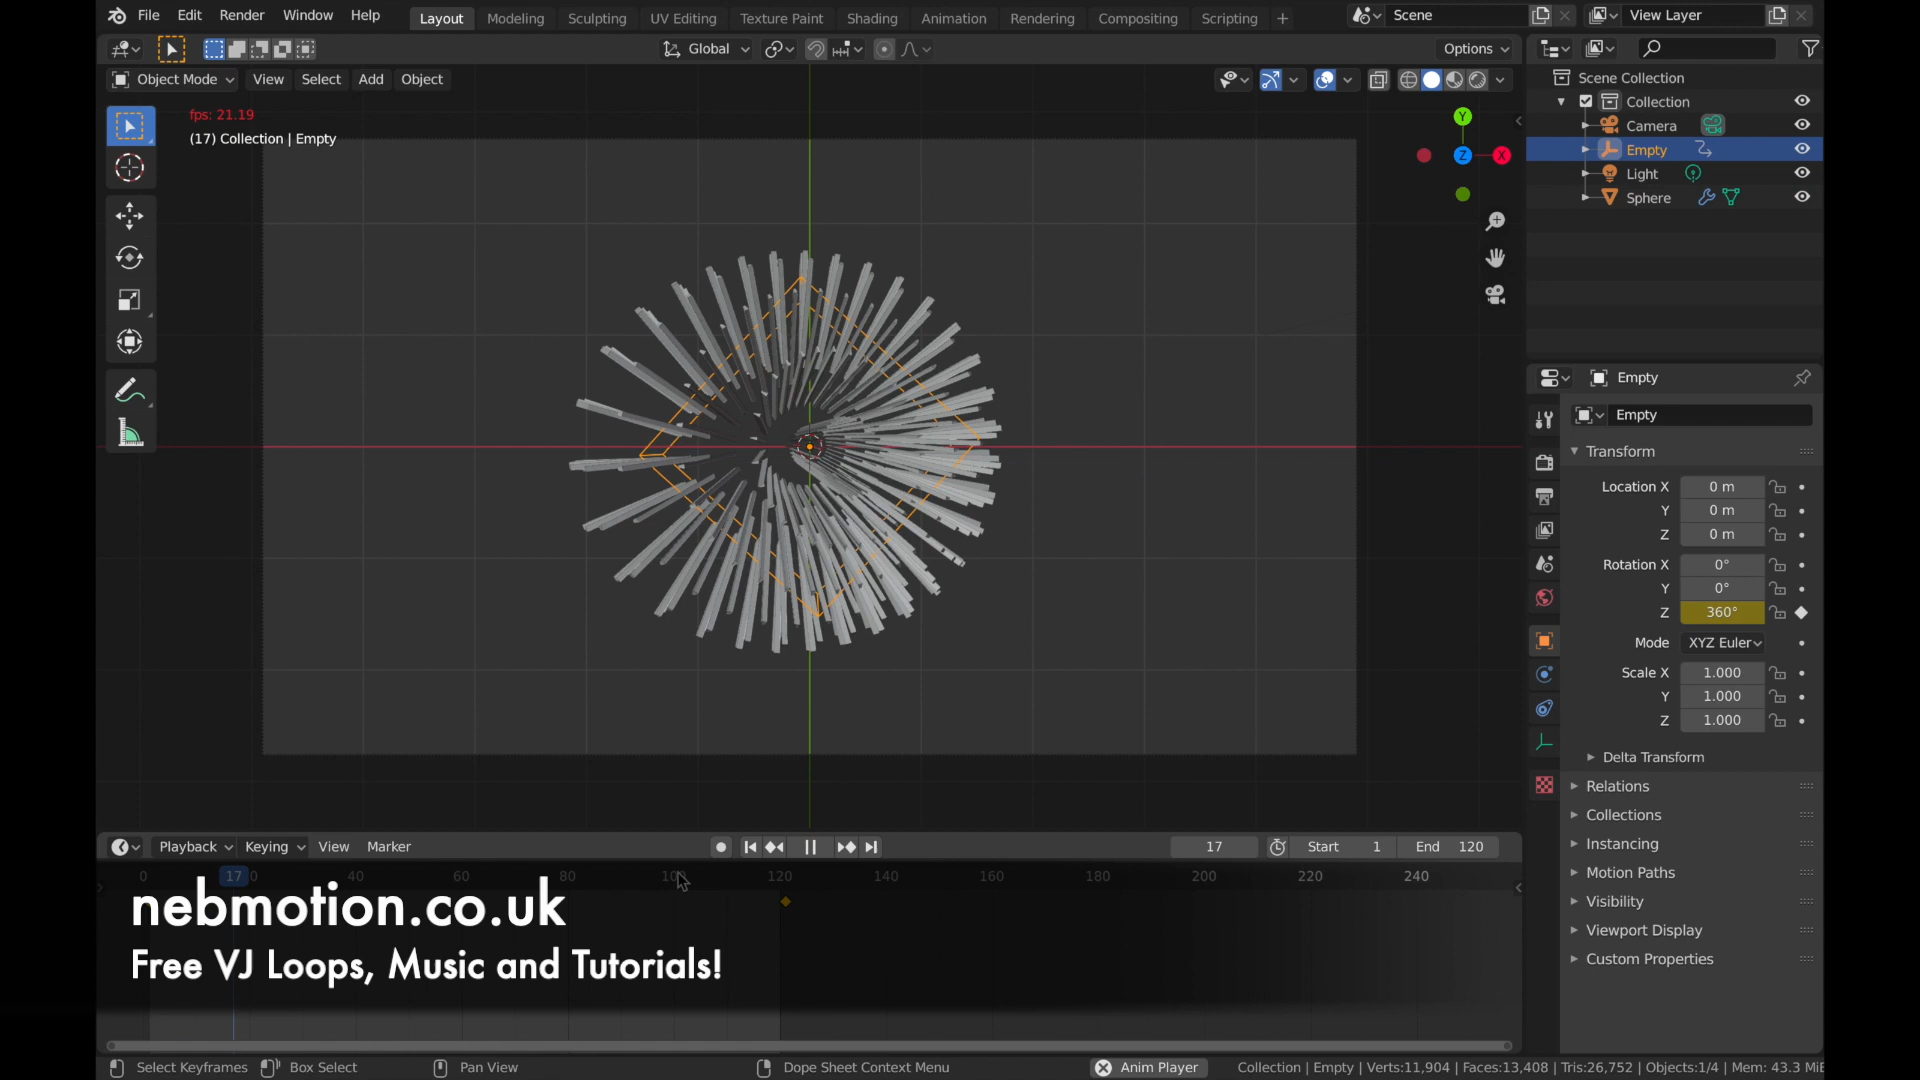 File Edit Render Window Help Layout Modeling Sculpting UV Editing Texture Paint Shading Animation Rendering Compositing Scripting + Scene View Layer
Global Options
Object Mode View Select Add Object
fps: 21.19
(17) Collection | Empty
Y
Z X
Scene Collection
Collection
Camera
Empty
Light
Sphere
Empty
Empty
Transform
Location X 0 m
Y 0 m
Z 0 m
Rotation X 0°
Y 0°
Z 360°
Mode XYZ Euler
Scale X 1.000
Y 1.000
Z 1.000
Delta Transform
Relations
Collections
Instancing
Motion Paths
Visibility
Viewport Display
Custom Properties
Playback Keying View Marker 17 Start 1 End 120
0 17 40 60 80 100 120 140 160 180 200 220 240
nebmotion.co.uk
Free VJ Loops, Music and Tutorials!
Select Keyframes Box Select Pan View Dope Sheet Context Menu Anim Player Collection | Empty | Verts:11,904 | Faces:13,408 | Tris:26,752 | Objects:1/4 | Mem: 43.3